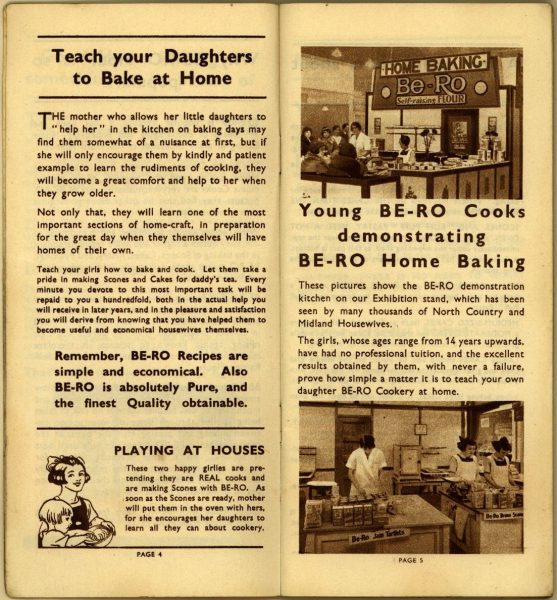 Teach your Daughters
to Bake at Home
THE mother who allows her little daughters to
"help her" in the kitchen on baking days may
find them somewhat of a nuisance at first, but if
she will only encourage them by kindly and patient
example to learn the rudiments of cooking, they
will become a great comfort and help to her when
they grow older.
Not only that, they will learn one of the most
important sections of home-craft, in preparation
for the great day when they themselves will have
homes of their own.
Teach your girls how to bake and cook. Let them take a
pride in making Scones and Cakes for daddy's tea. Every
minute you devote to this most important task will be
repaid to you a hundredfold, both in the actual help you
will receive in later years, and in the pleasure and satisfaction
you will derive from knowing that you have helped them to
become useful and economical housewives themselves.
Remember, BE-RO Recipes are
simple and economical. Also
BE-RO is absolutely Pure, and
the finest Quality obtainable.
PLAYING AT HOUSES
These two happy girlies are pre-
tending they are REAL cooks and
are making Scones with BE-RO. As
soon as the Scones are ready, mother
will put them in the oven with hers,
for she encourages her daughters to
learn all they can about cookery.
PAGE 4
HOME BAKING
Be-Ro
Self-raising FLOUR
Young BE-RO Cooks
demonstrating
BE-RO Home Baking
These pictures show the BE-RO demonstration
kitchen on our Exhibition stand, which has been
seen by many thousands of North Country and
Midland Housewives.
The girls, whose ages range from 14 years upwards,
have had no professional tuition, and the excellent
results obtained by them, with never a failure,
prove how simple a matter it is to teach your own
daughter BE-RO Cookery at home.
Be-Ro Jam Tartlets
Be-Ro Brown Scones
PAGE 5